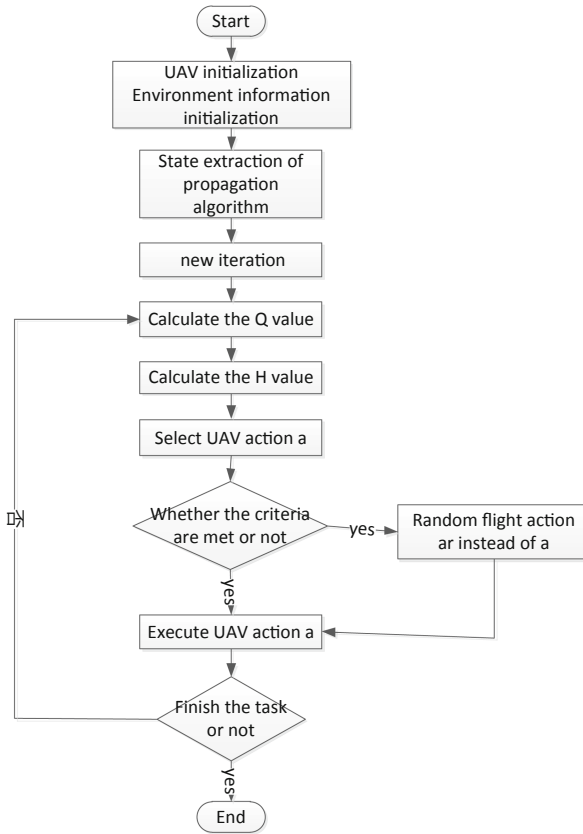 Start
UAV initialization
Environment information
initialization
State extraction of
propagation
algorithm
new iteration
Calculate the Q value
Calculate the H value
Select UAV action a
Whether the criteria
are met or not
yes
Random flight action
ar instead of a
yes
Execute UAV action a
Finish the task
or not
否
yes
End